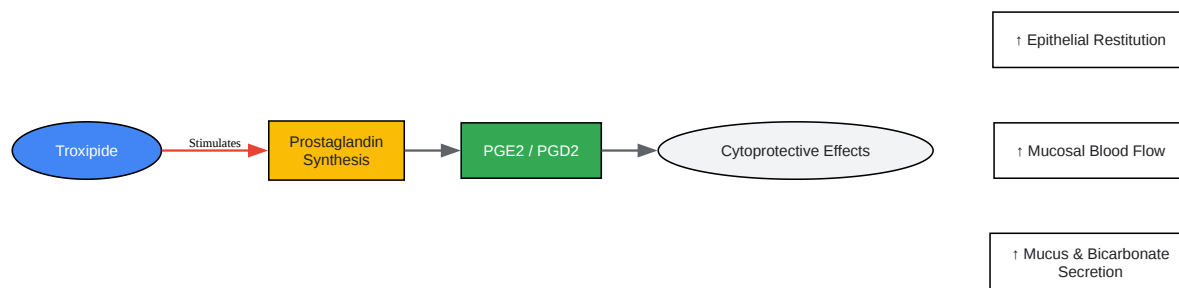 ↑ Epithelial Restitution
Troxipide
Stimulates
Prostaglandin
Synthesis
PGE2 / PGD2
Cytoprotective Effects
↑ Mucosal Blood Flow
↑ Mucus & Bicarbonate
Secretion